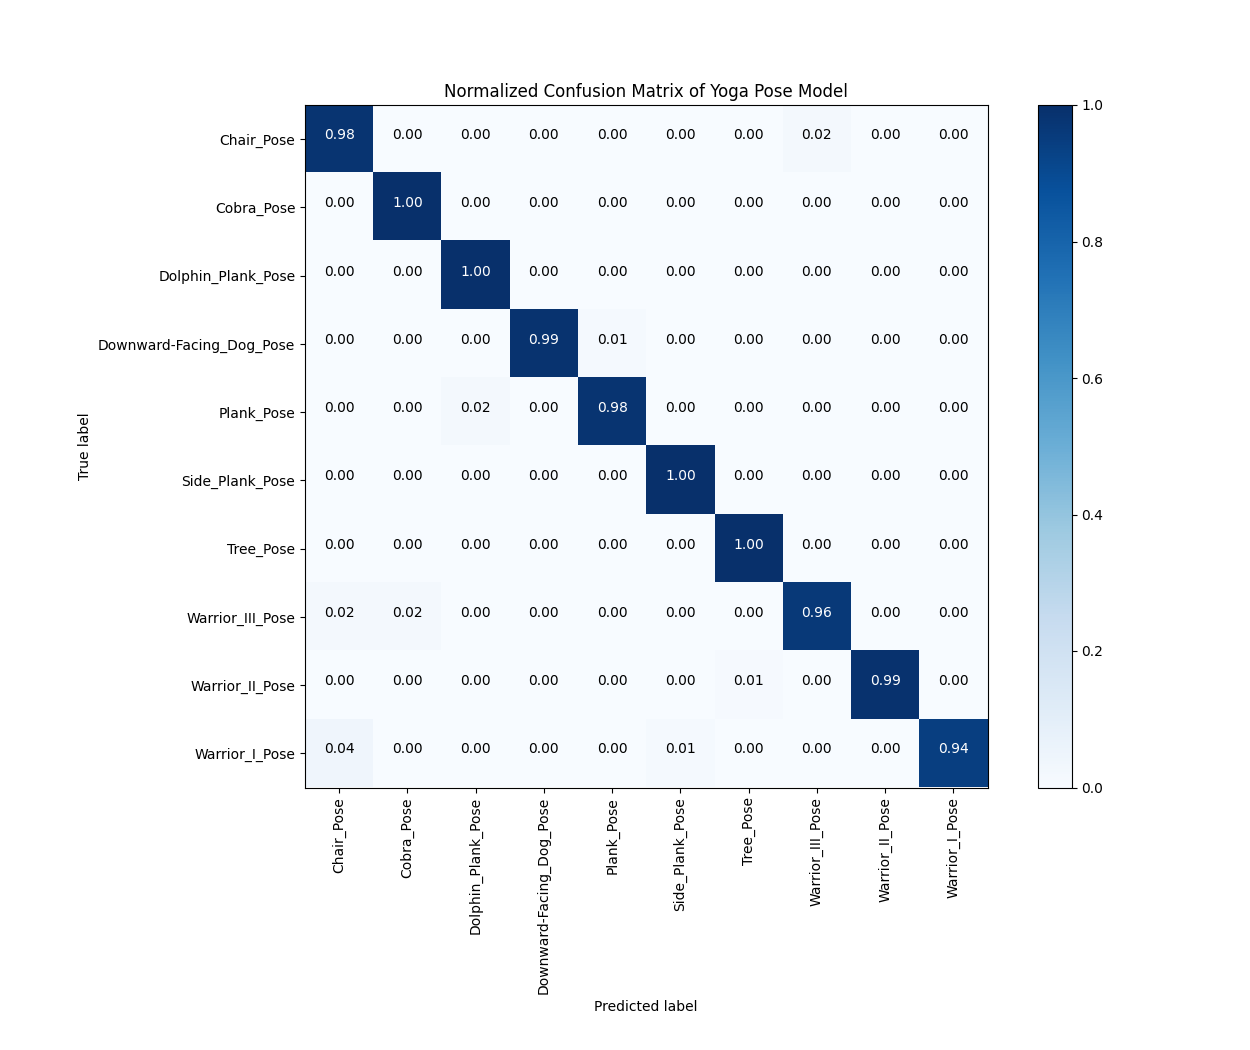 Normalized Confusion Matrix of Yoga Pose Model
Chair_Pose 0.98 0.00 0.00 0.00 0.00 0.00 0.00 0.02 0.00 0.00
Cobra_Pose 0.00 1.00 0.00 0.00 0.00 0.00 0.00 0.00 0.00 0.00
Dolphin_Plank_Pose 0.00 0.00 1.00 0.00 0.00 0.00 0.00 0.00 0.00 0.00
Downward-Facing_Dog_Pose 0.00 0.00 0.00 0.99 0.01 0.00 0.00 0.00 0.00 0.00
Plank_Pose 0.00 0.00 0.02 0.00 0.98 0.00 0.00 0.00 0.00 0.00
Side_Plank_Pose 0.00 0.00 0.00 0.00 0.00 1.00 0.00 0.00 0.00 0.00
Tree_Pose 0.00 0.00 0.00 0.00 0.00 0.00 1.00 0.00 0.00 0.00
Warrior_III_Pose 0.02 0.02 0.00 0.00 0.00 0.00 0.00 0.96 0.00 0.00
Warrior_II_Pose 0.00 0.00 0.00 0.00 0.00 0.00 0.01 0.00 0.99 0.00
Warrior_I_Pose 0.04 0.00 0.00 0.00 0.00 0.01 0.00 0.00 0.00 0.94
True label
Chair_Pose
Cobra_Pose
Dolphin_Plank_Pose
Downward-Facing_Dog_Pose
Plank_Pose
Side_Plank_Pose
Tree_Pose
Warrior_III_Pose
Warrior_II_Pose
Warrior_I_Pose
Predicted label
1.0
0.8
0.6
0.4
0.2
0.0